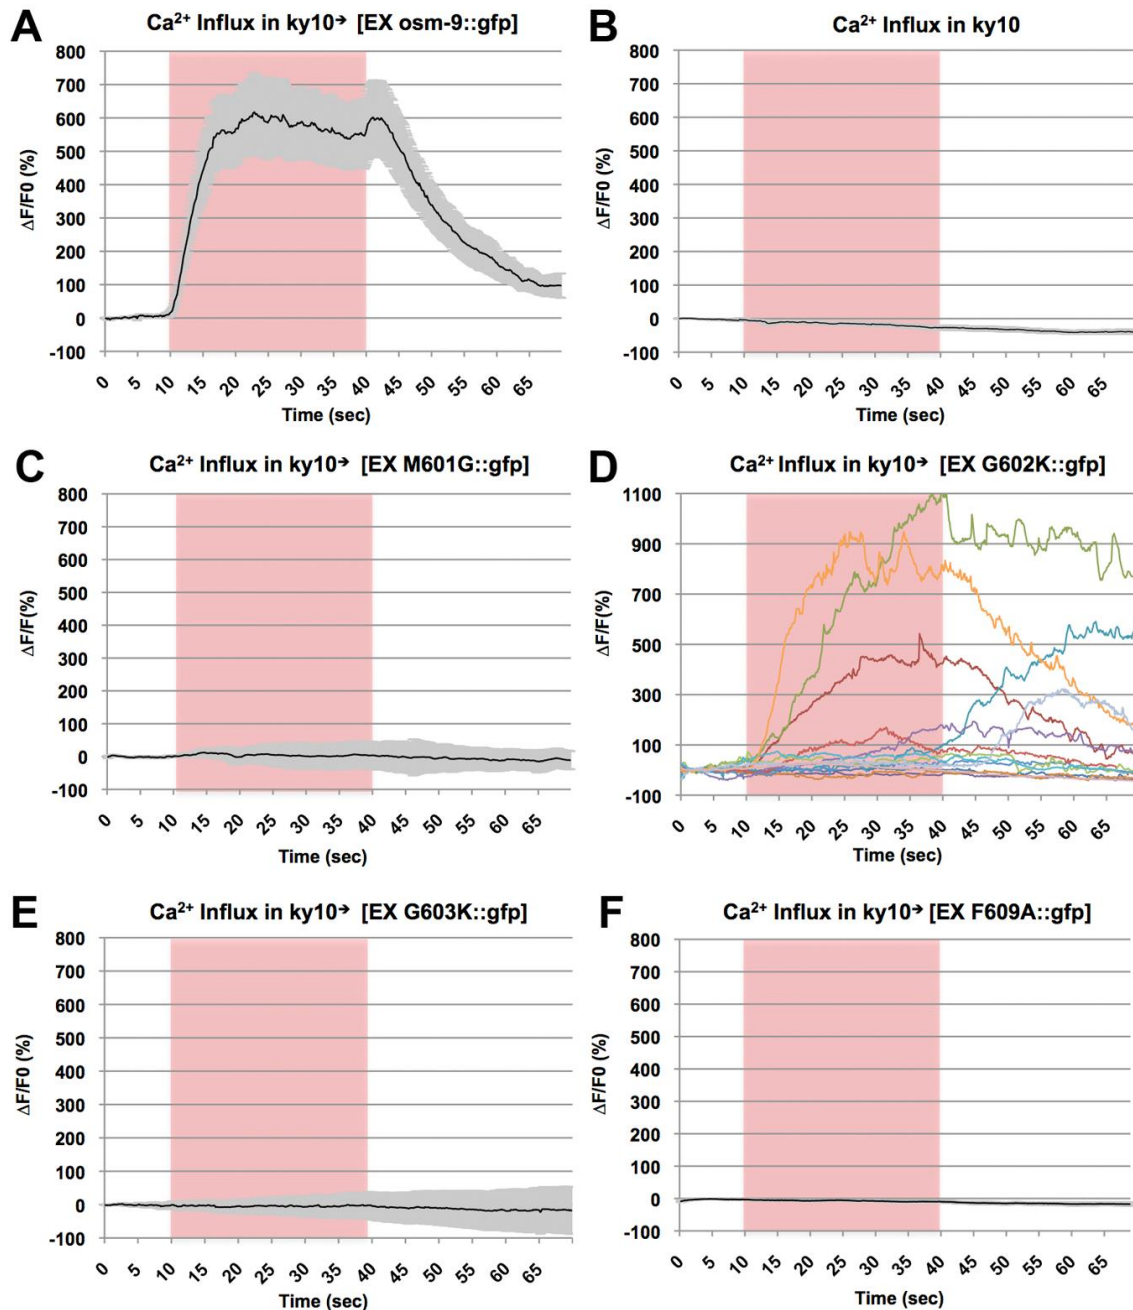 A
Ca²⁺ Influx in ky10→ [EX osm-9::gfp]
800
700
600
500
400
300
200
100
0
-100
ΔF/F0 (%)
0 5 10 15 20 25 30 35 40 45 50 55 60 65
Time (sec)
B
Ca²⁺ Influx in ky10
800
700
600
500
400
300
200
100
0
-100
ΔF/F0 (%)
0 5 10 15 20 25 30 35 40 45 50 55 60 65
Time (sec)
C
Ca²⁺ Influx in ky10→ [EX M601G::gfp]
800
700
600
500
400
300
200
100
0
-100
ΔF/F(%)
0 5 10 15 20 25 30 35 40 45 50 55 60 65
Time (sec)
D
Ca²⁺ Influx in ky10→ [EX G602K::gfp]
1100
900
700
500
300
100
-100
ΔF/F(%)
0 5 10 15 20 25 30 35 40 45 50 55 60 65
Time (sec)
E
Ca²⁺ Influx in ky10→ [EX G603K::gfp]
800
700
600
500
400
300
200
100
0
-100
ΔF/F0 (%)
0 5 10 15 20 25 30 35 40 45 50 55 60 65
Time (sec)
F
Ca²⁺ Influx in ky10→ [EX F609A::gfp]
800
700
600
500
400
300
200
100
0
-100
ΔF/F0 (%)
0 5 10 15 20 25 30 35 40 45 50 55 60 65
Time (sec)